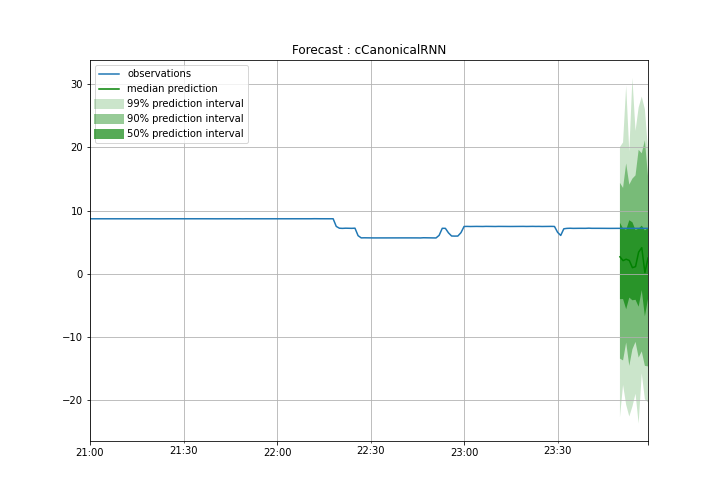 Forecast : cCanonicalRNN
observations
median prediction
99% prediction interval
90% prediction interval
50% prediction interval
30
20
10
0
−10
−20
21:00
21:30
22:00
22:30
23:00
23:30